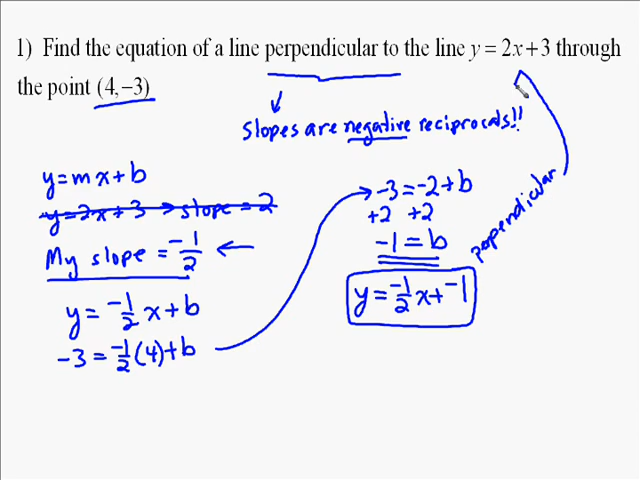 1) Find the equation of a line perpendicular to the line y = 2x + 3 through
the point (4, −3)
Slopes are negative reciprocals!!
y = mx + b
y = 2x + 3 → slope = 2
My slope = -1/2 ←
y = -1/2 x + b
-3 = -1/2 (4) + b
-3 = -2 + b
+2 +2
-1 = b
y = -1/2 x + -1
perpendicular